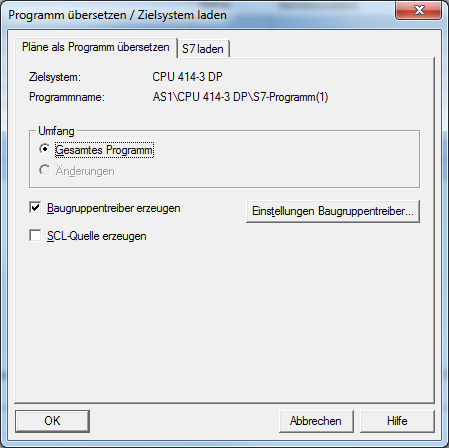 Programm übersetzen / Zielsystem laden
Pläne als Programm übersetzen S7 laden
Zielsystem: CPU 414-3 DP
Programmname: AS1\CPU 414-3 DP\S7-Programm(1)
Umfang
Gesamtes Programm
Änderungen
Baugruppentreiber erzeugen Einstellungen Baugruppentreiber...
SCL-Quelle erzeugen
OK Abbrechen Hilfe